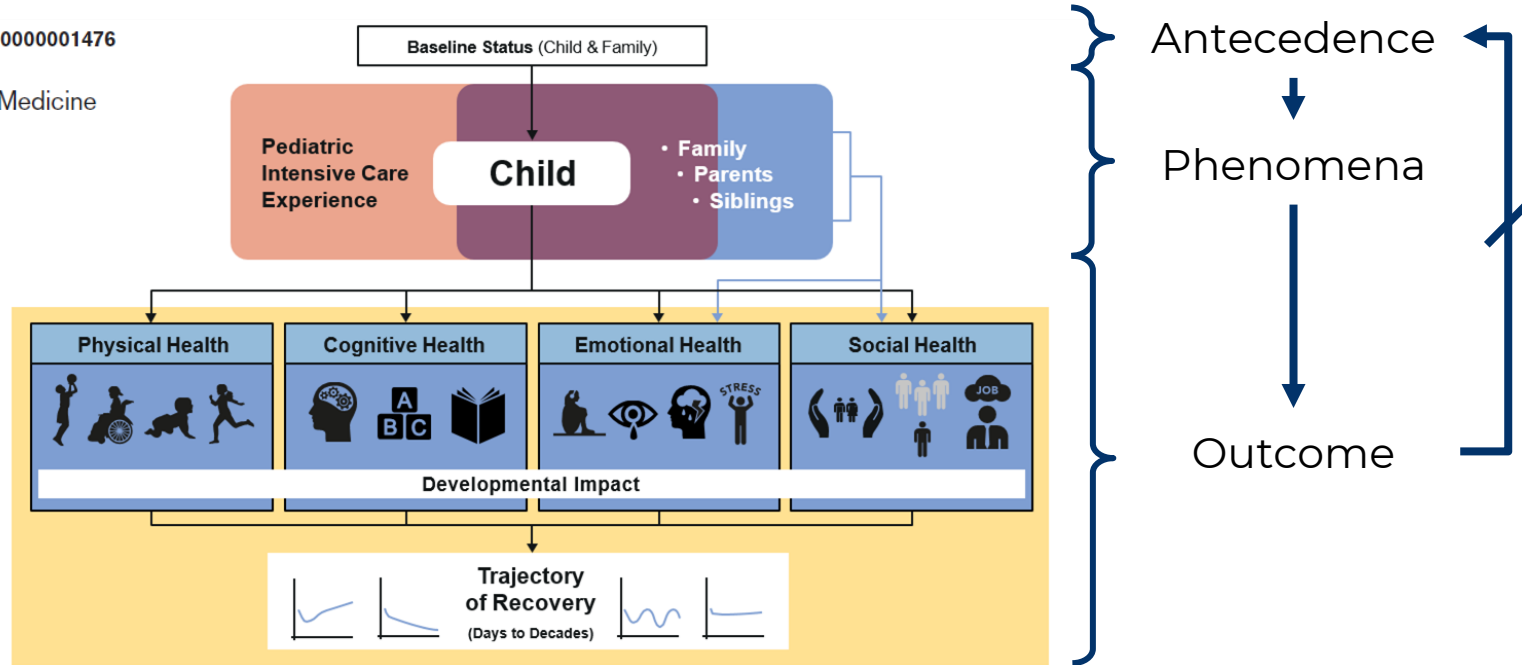 0000001476
Medicine
Baseline Status (Child & Family)
Pediatric
Intensive Care
Experience
Child
• Family
• Parents
• Siblings
Physical Health
Cognitive Health
Emotional Health
Social Health
A
B C
STRESS
JOB
Developmental Impact
Trajectory
of Recovery
(Days to Decades)
Antecedence
Phenomena
Outcome